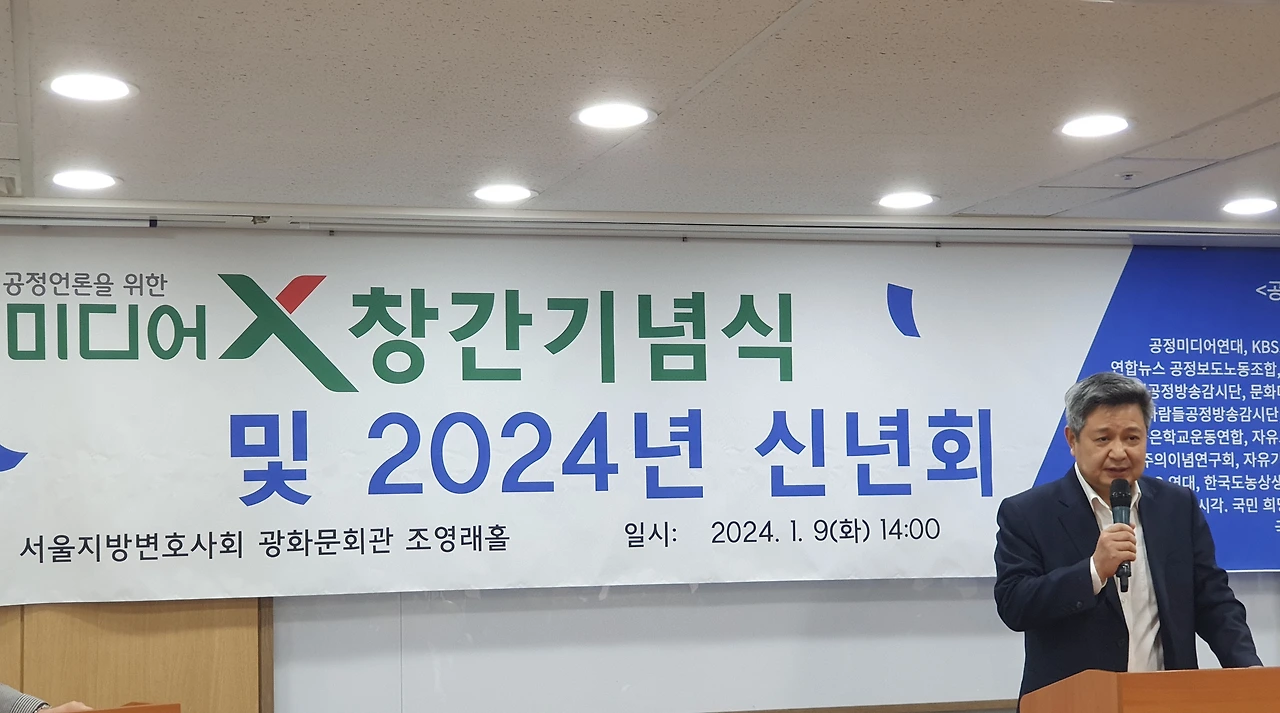 공정언론을 위한
미디어X 창간기념식
및 2024년 신년회
서울지방변호사회 광화문회관 조영래홀
일시: 2024. 1. 9(화) 14:00
<공
공정미디어연대, KBS
연합뉴스 공정보도노동조합,
공정방송감시단, 문화
사람들공정방송감시단
은학교운동연합, 자유
주의이념연구회, 자유기
연대, 한국도농상생
시각. 국민 희망